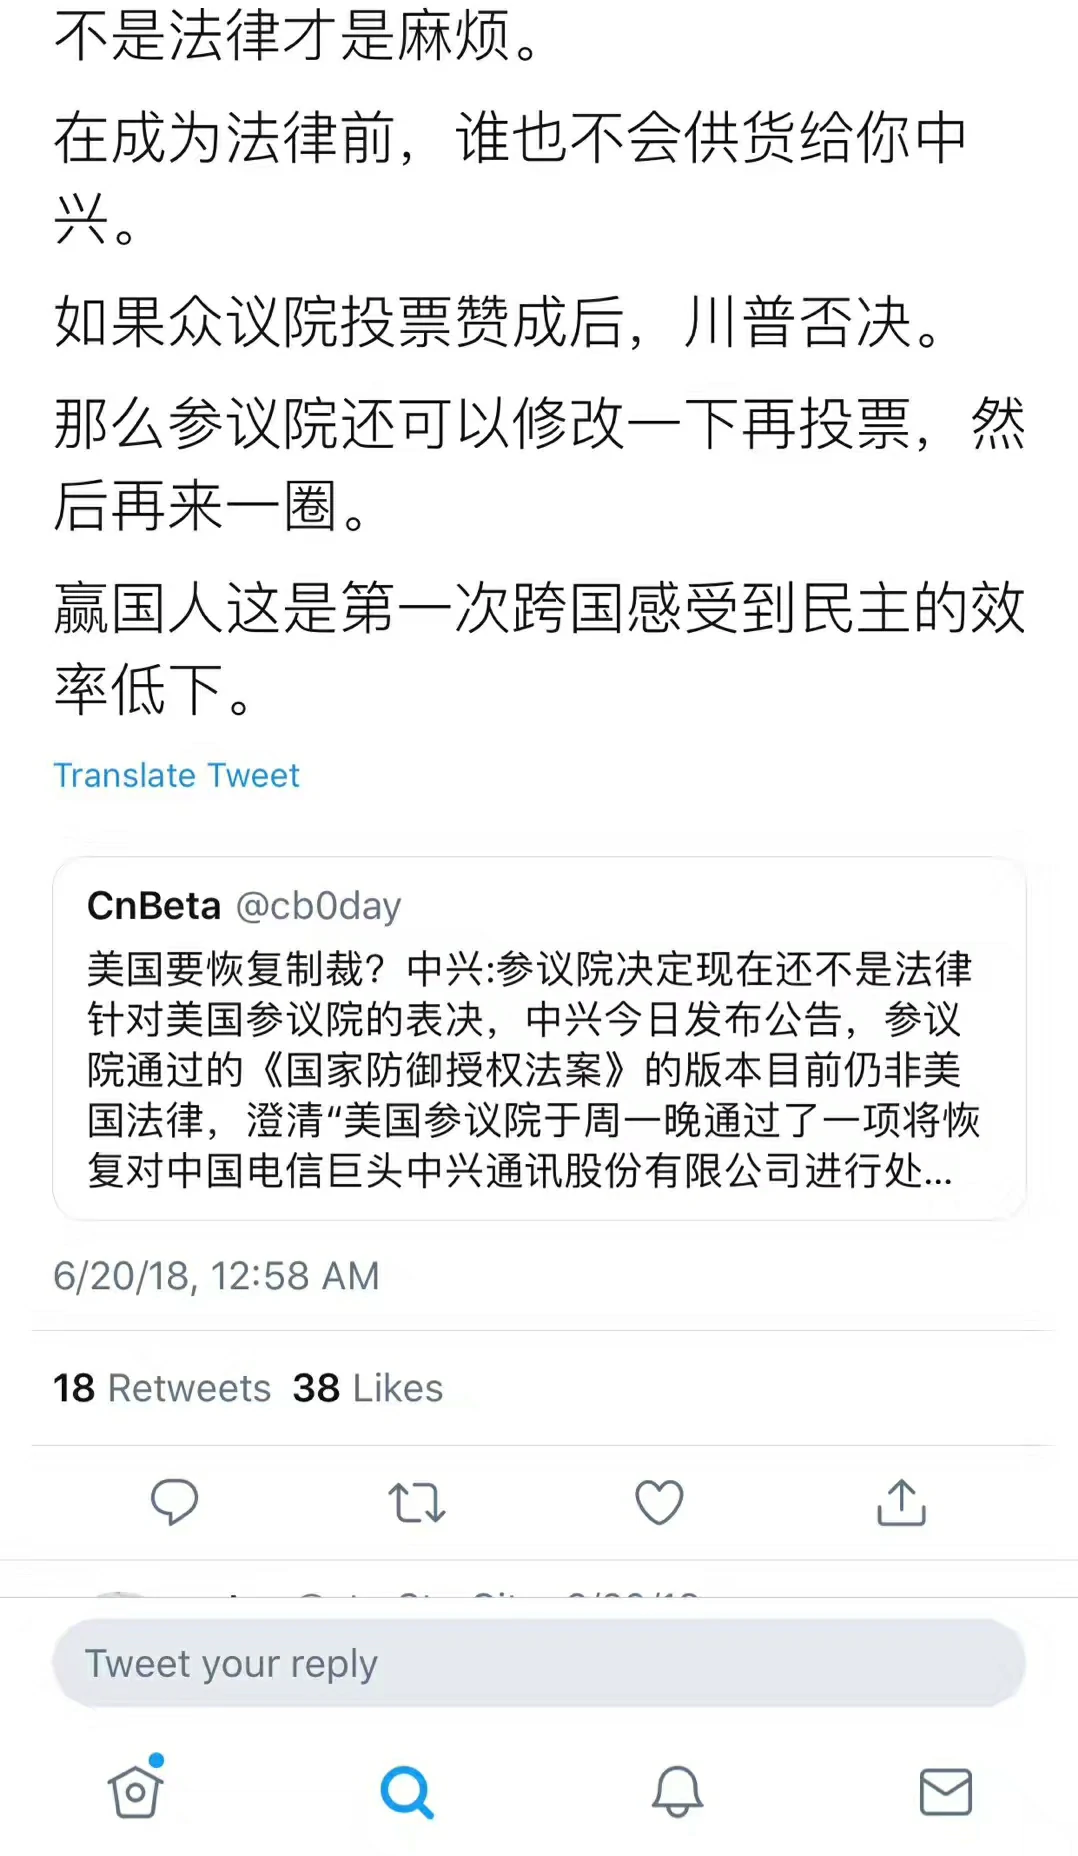 不是法律才是麻烦。
在成为法律前，谁也不会供货给你中
兴。
如果众议院投票赞成后，川普否决。
那么参议院还可以修改一下再投票，然
后再来一圈。
赢国人这是第一次跨国感受到民主的效
率低下。
Translate Tweet
CnBeta @cb0day
美国要恢复制裁？中兴:参议院决定现在还不是法律
针对美国参议院的表决，中兴今日发布公告，参议
院通过的《国家防御授权法案》的版本目前仍非美
国法律，澄清“美国参议院于周一晚通过了一项将恢
复对中国电信巨头中兴通讯股份有限公司进行处...
6/20/18, 12:58 AM
18 Retweets 38 Likes
Tweet your reply